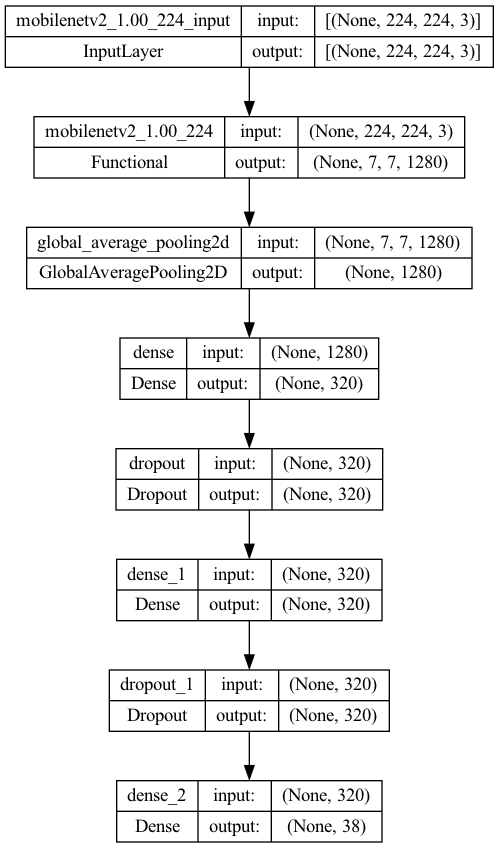 mobilenetv2_1.00_224_input input: [(None, 224, 224, 3)]
InputLayer output: [(None, 224, 224, 3)]
mobilenetv2_1.00_224 input: (None, 224, 224, 3)
Functional output: (None, 7, 7, 1280)
global_average_pooling2d input: (None, 7, 7, 1280)
GlobalAveragePooling2D output: (None, 1280)
dense input: (None, 1280)
Dense output: (None, 320)
dropout input: (None, 320)
Dropout output: (None, 320)
dense_1 input: (None, 320)
Dense output: (None, 320)
dropout_1 input: (None, 320)
Dropout output: (None, 320)
dense_2 input: (None, 320)
Dense output: (None, 38)